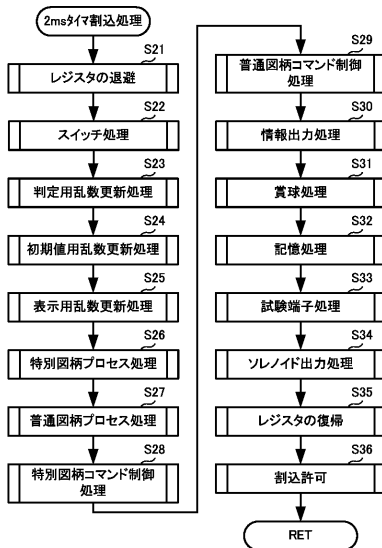 2msタイマ割込処理
S21
レジスタの退避
S22
スイッチ処理
S23
判定用乱数更新処理
S24
初期値用乱数更新処理
S25
表示用乱数更新処理
S26
特別図柄プロセス処理
S27
普通図柄プロセス処理
S28
特別図柄コマンド制御
処理
S29
普通図柄コマンド制御
処理
S30
情報出力処理
S31
賞球処理
S32
記憶処理
S33
試験端子処理
S34
ソレノイド出力処理
S35
レジスタの復帰
S36
割込許可
RET